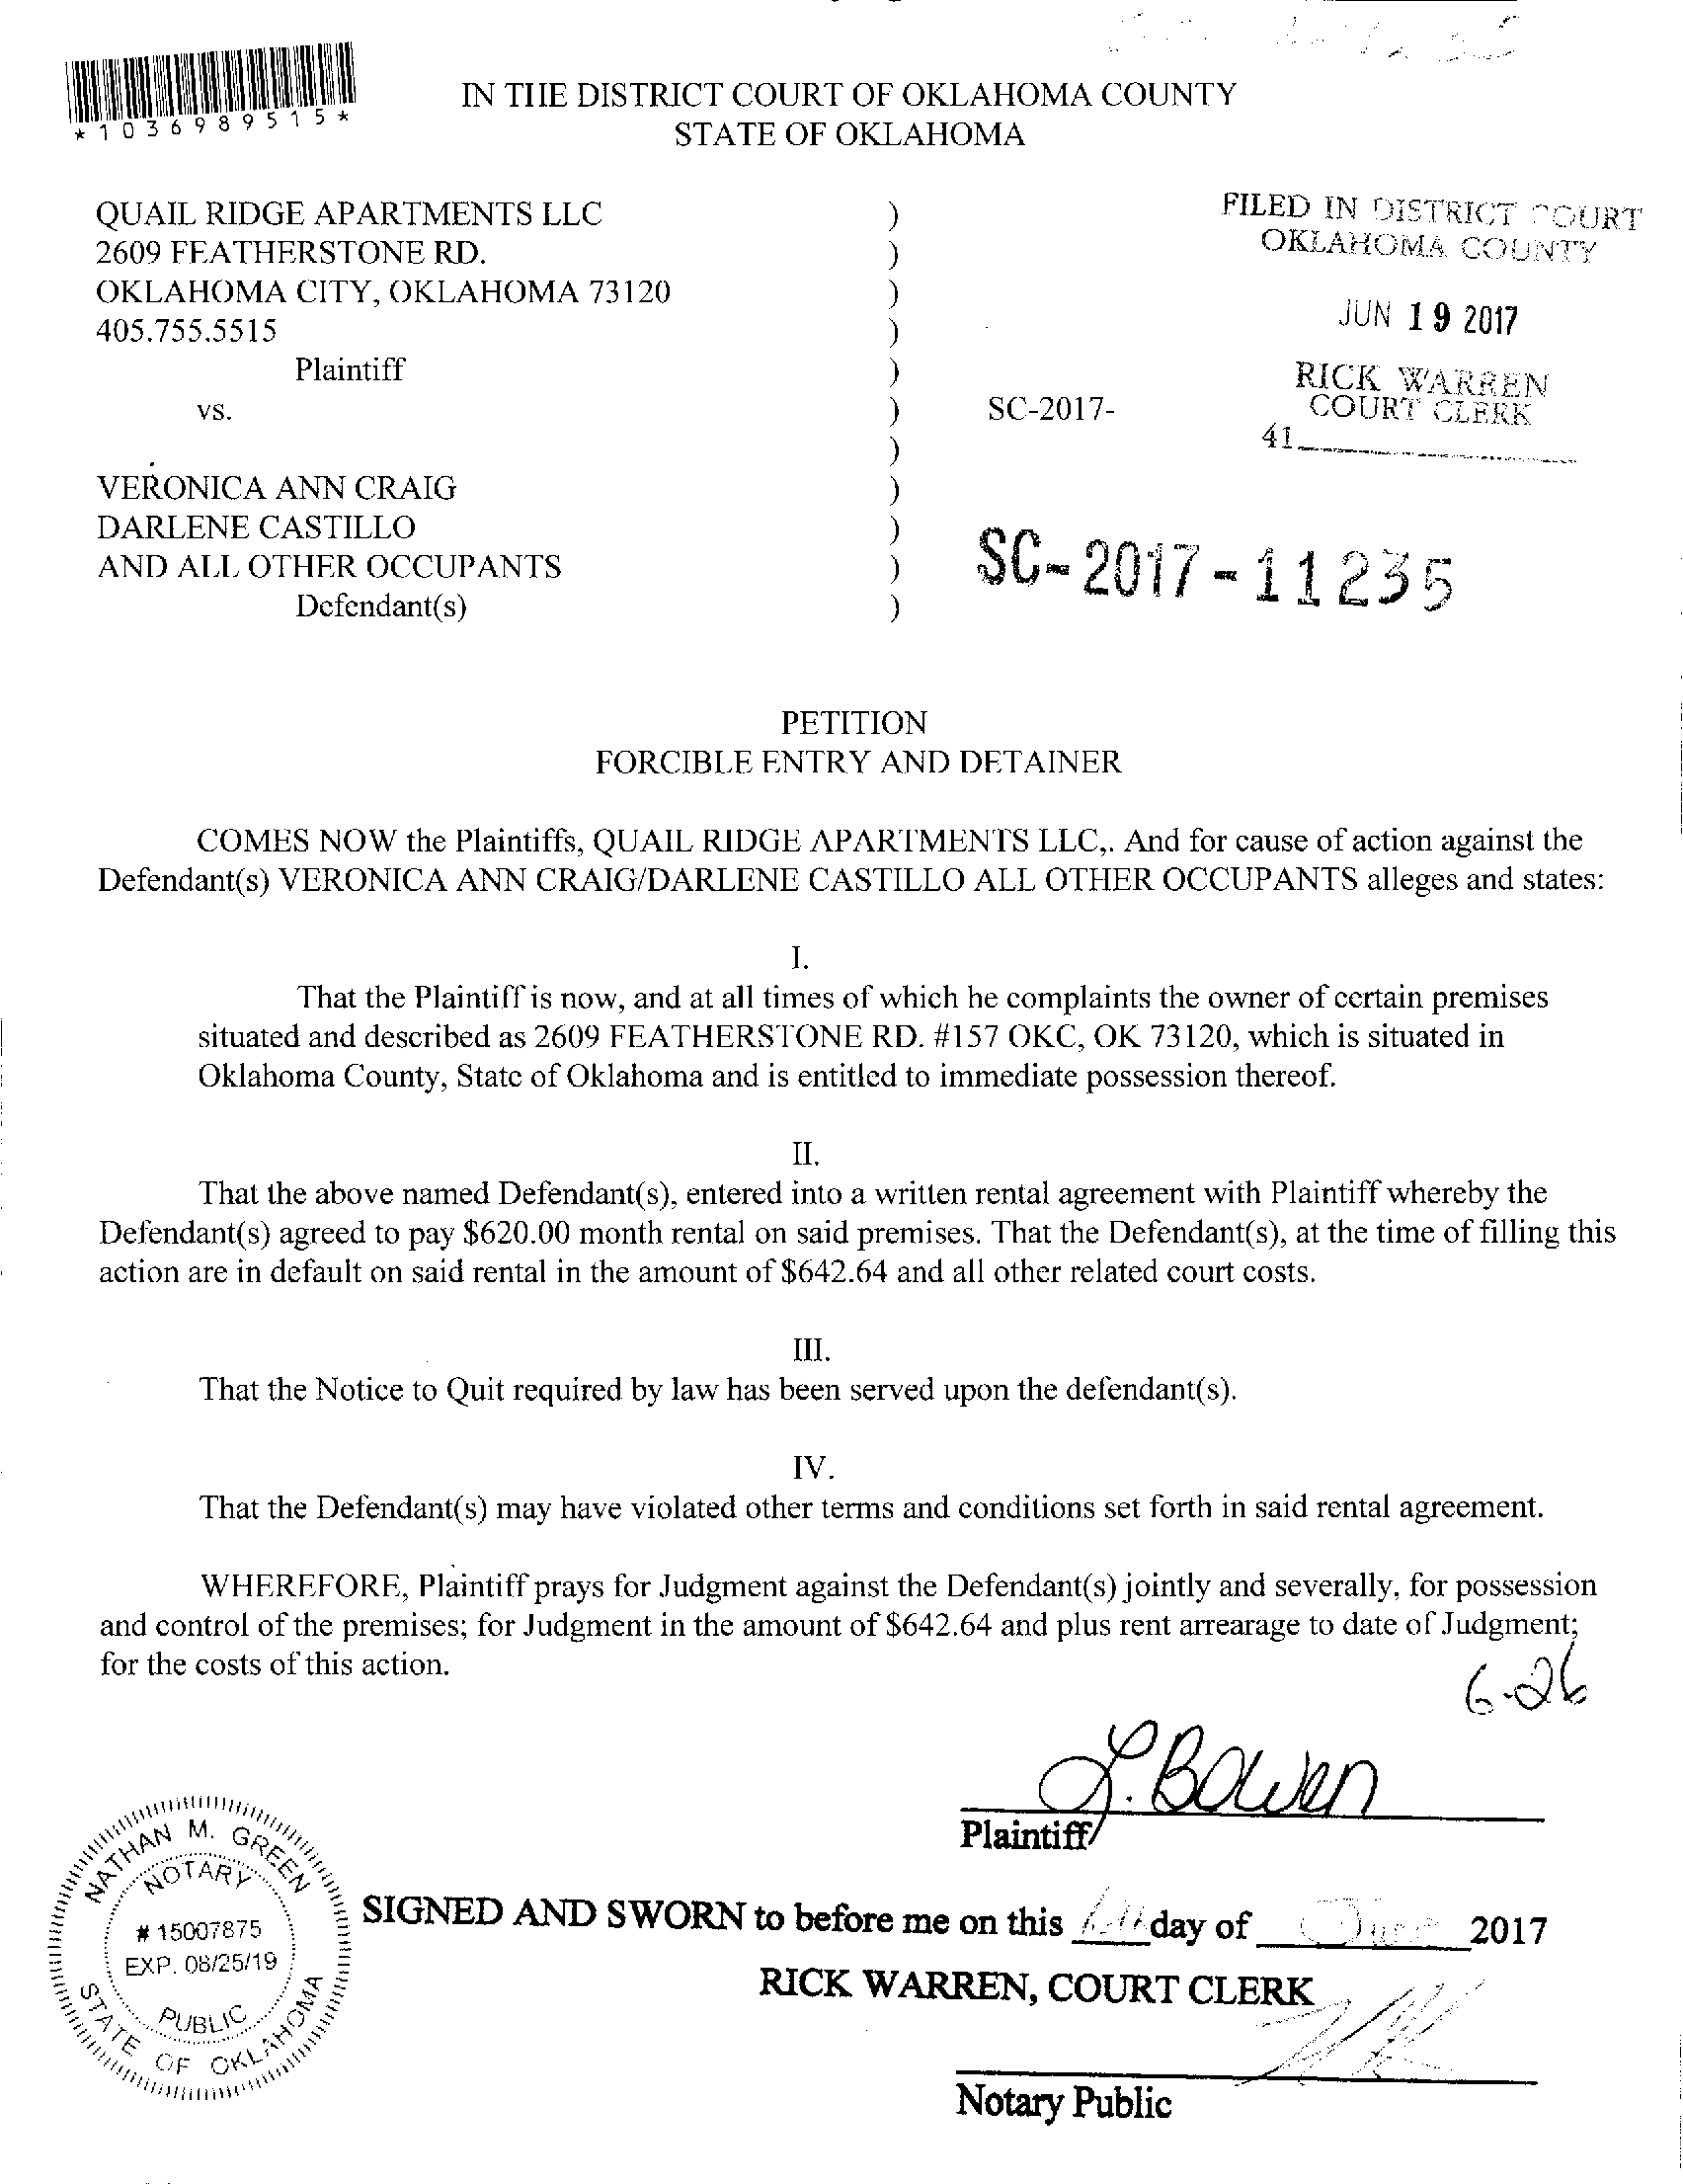 *1036989515*
IN THE DISTRICT COURT OF OKLAHOMA COUNTY
STATE OF OKLAHOMA
QUAIL RIDGE APARTMENTS LLC )
2609 FEATHERSTONE RD. )
OKLAHOMA CITY, OKLAHOMA 73120 )
405.755.5515 )
Plaintiff )
vs. ) SC-2017-
)
VERONICA ANN CRAIG )
DARLENE CASTILLO )
AND ALL OTHER OCCUPANTS )
Defendant(s) )
FILED IN DISTRICT COURT
OKLAHOMA COUNTY
JUN 19 2017
RICK WARREN
COURT CLERK
41
SC-2017-11235
PETITION
FORCIBLE ENTRY AND DETAINER
COMES NOW the Plaintiffs, QUAIL RIDGE APARTMENTS LLC,. And for cause of action against the
Defendant(s) VERONICA ANN CRAIG/DARLENE CASTILLO ALL OTHER OCCUPANTS alleges and states:
I.
That the Plaintiff is now, and at all times of which he complaints the owner of certain premises
situated and described as 2609 FEATHERSTONE RD. #157 OKC, OK 73120, which is situated in
Oklahoma County, State of Oklahoma and is entitled to immediate possession thereof.
II.
That the above named Defendant(s), entered into a written rental agreement with Plaintiff whereby the
Defendant(s) agreed to pay $620.00 month rental on said premises. That the Defendant(s), at the time of filling this
action are in default on said rental in the amount of $642.64 and all other related court costs.
III.
That the Notice to Quit required by law has been served upon the defendant(s).
IV.
That the Defendant(s) may have violated other terms and conditions set forth in said rental agreement.
WHEREFORE, Plaintiff prays for Judgment against the Defendant(s) jointly and severally, for possession
and control of the premises; for Judgment in the amount of $642.64 and plus rent arrearage to date of Judgment;
for the costs of this action.
6-26
L. Bowen
Plaintiff
NATHAN M. GREEN
NOTARY
# 15007875
EXP. 08/25/19
PUBLIC
STATE OF OKLAHOMA
SIGNED AND SWORN to before me on this day of June 2017
RICK WARREN, COURT CLERK
Notary Public